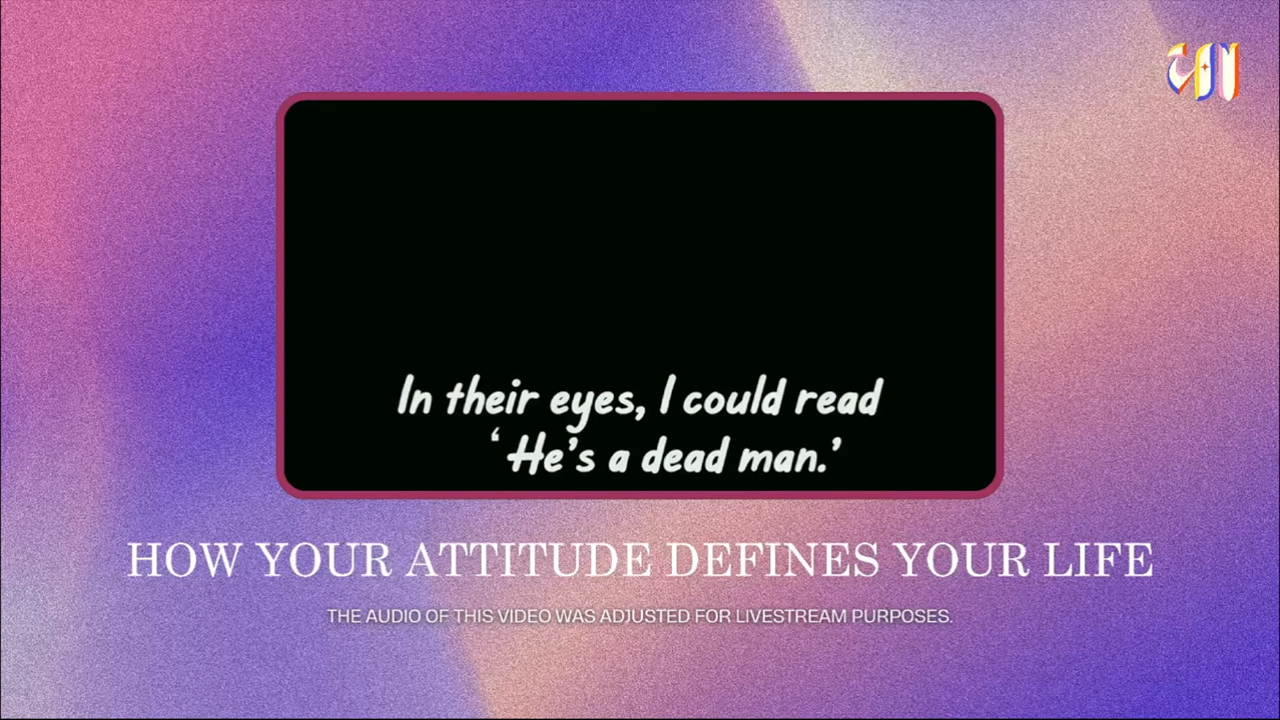 In their eyes, I could read
‘ He’s a dead man.’
HOW YOUR ATTITUDE DEFINES YOUR LIFE
THE AUDIO OF THIS VIDEO WAS ADJUSTED FOR LIVESTREAM PURPOSES.